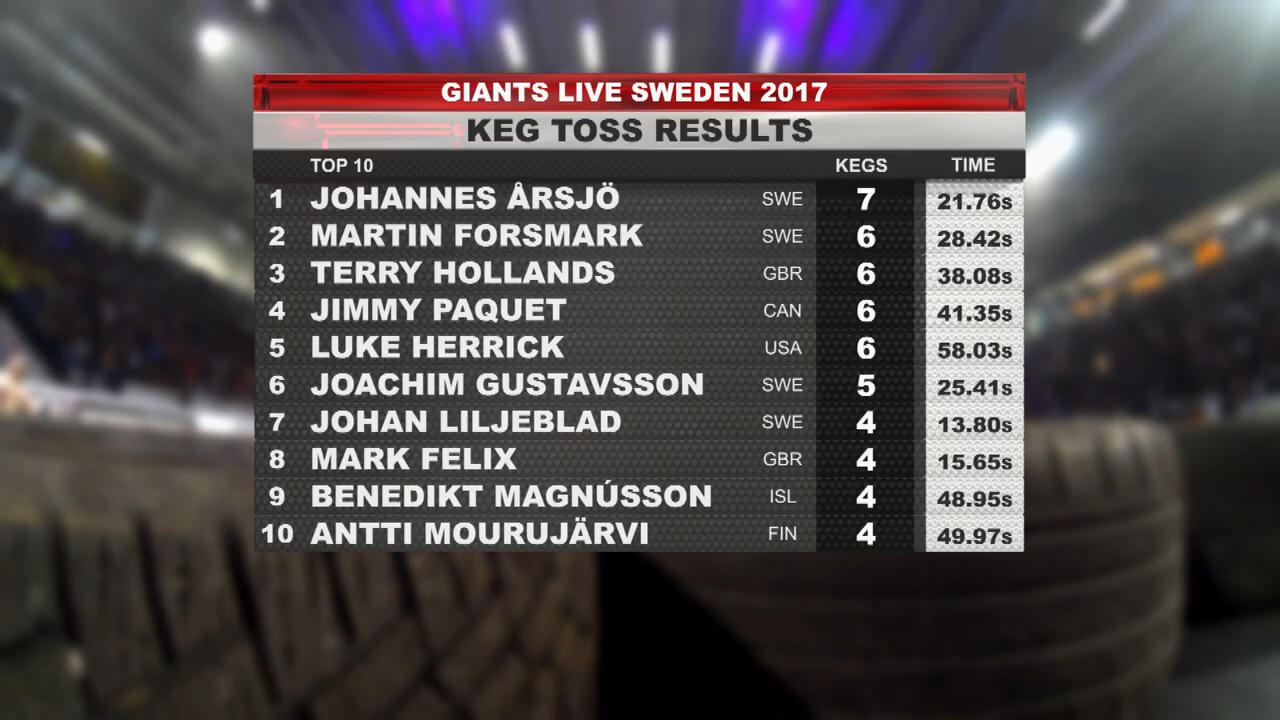 GIANTS LIVE SWEDEN 2017
KEG TOSS RESULTS
TOP 10 KEGS TIME
1 JOHANNES ÅRSJÖ SWE 7 21.76s
2 MARTIN FORSMARK SWE 6 28.42s
3 TERRY HOLLANDS GBR 6 38.08s
4 JIMMY PAQUET CAN 6 41.35s
5 LUKE HERRICK USA 6 58.03s
6 JOACHIM GUSTAVSSON SWE 5 25.41s
7 JOHAN LILJEBLAD SWE 4 13.80s
8 MARK FELIX GBR 4 15.65s
9 BENEDIKT MAGNÚSSON ISL 4 48.95s
10 ANTTI MOURUJÄRVI FIN 4 49.97s